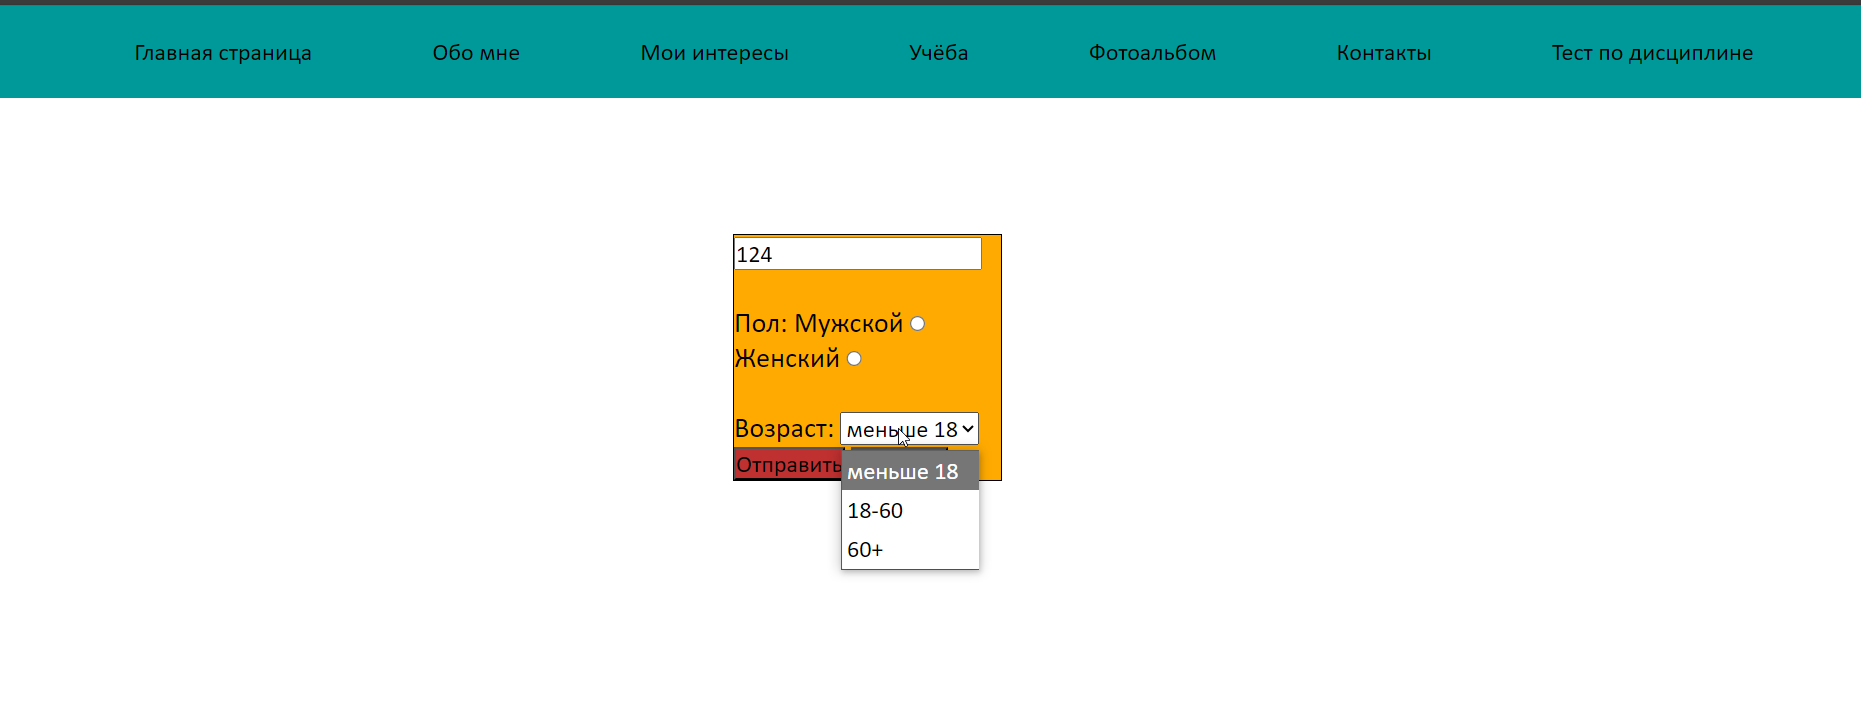 Главная страница Обо мне Мои интересы Учёба Фотоальбом Контакты Тест по дисциплине
124
Пол: Мужской
Женский
Возраст: меньше 18
Отправить
меньше 18
18-60
60+